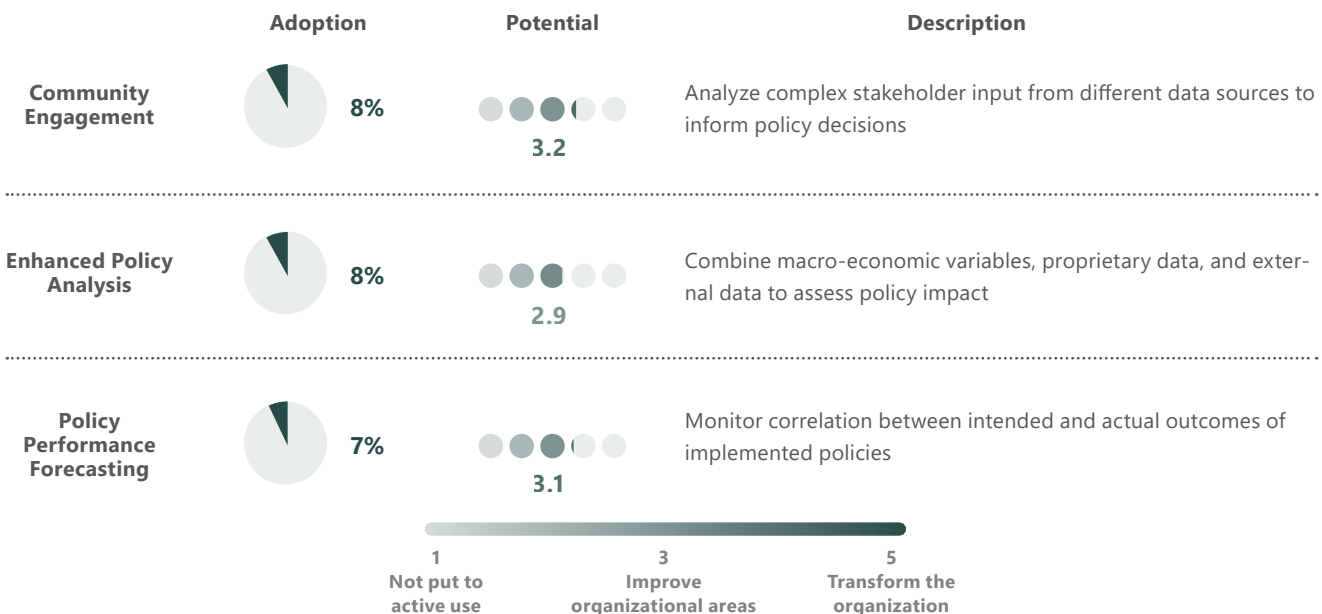 Adoption Potential Description
Community
Engagement
8%
3.2
Analyze complex stakeholder input from different data sources to
inform policy decisions
Enhanced Policy
Analysis
8%
2.9
Combine macro-economic variables, proprietary data, and exter-
nal data to assess policy impact
Policy
Performance
Forecasting
7%
3.1
Monitor correlation between intended and actual outcomes of
implemented policies
1 3 5
Not put to Improve Transform the
active use organizational areas organization